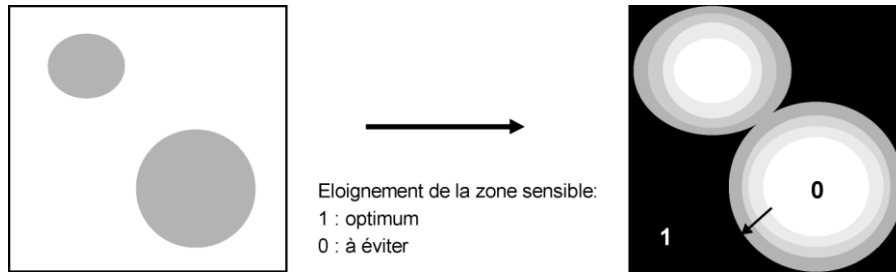 Eloignement de la zone sensible:
1 : optimum
0 : à éviter
0
1